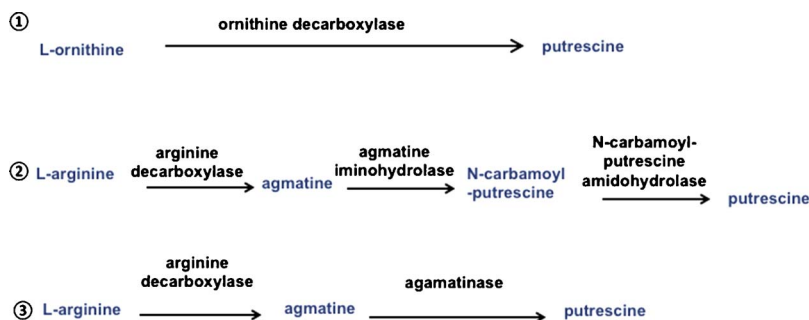 ①
ornithine decarboxylase
L-ornithine
putrescine
②
L-arginine
arginine
decarboxylase
agmatine
agmatine
iminohydrolase
N-carbamoyl
-putrescine
N-carbamoyl-
putrescine
amidohydrolase
putrescine
③
L-arginine
arginine
decarboxylase
agmatine
agamatinase
putrescine